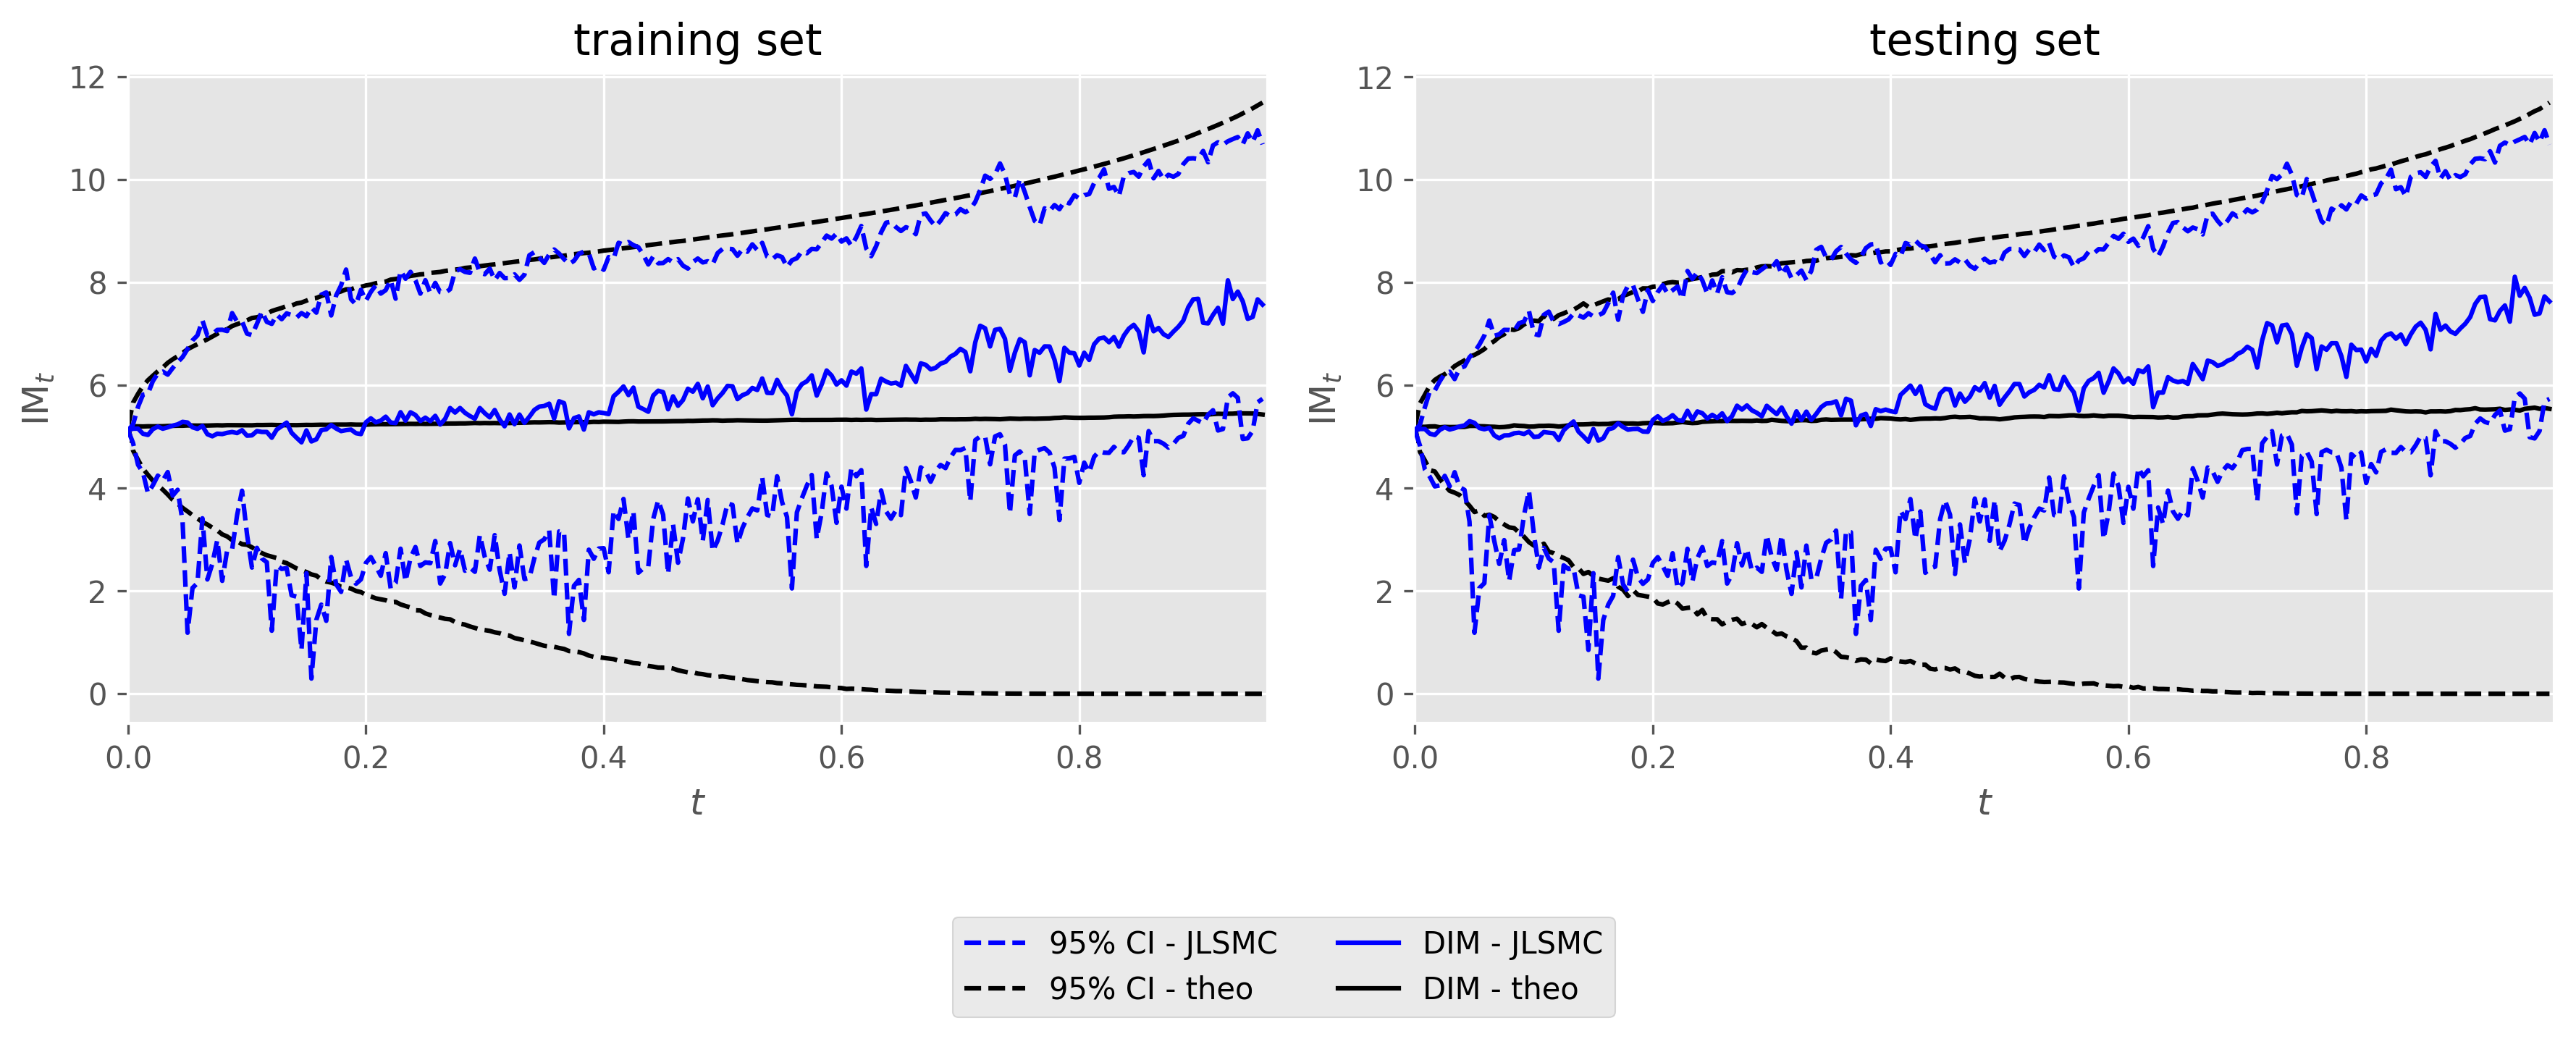 training set
testing set
12
10
8
6
4
2
0
IM_t
0.0 0.2 0.4 0.6 0.8
t
12
10
8
6
4
2
0
IM_t
0.0 0.2 0.4 0.6 0.8
t
95% CI - JLSMC
95% CI - theo
DIM - JLSMC
DIM - theo